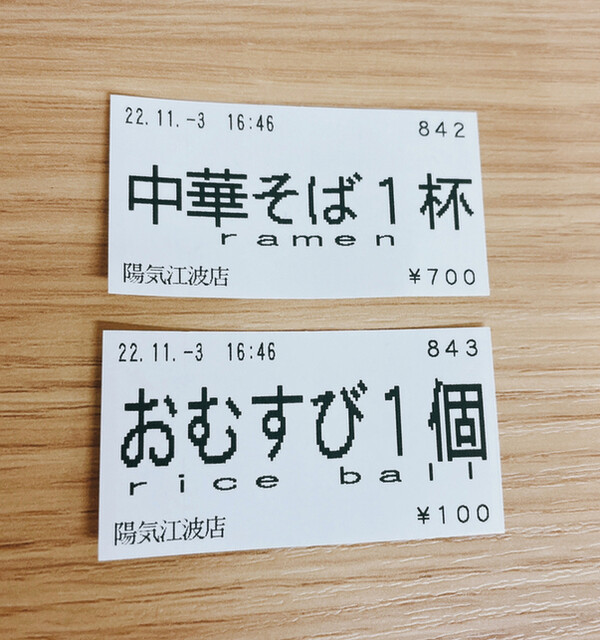 22.11.-3 16:46 842
中華そば1杯
ramen
陽気江波店 ¥700
22.11.-3 16:46 843
おむすび1個
rice ball
陽気江波店 ¥100